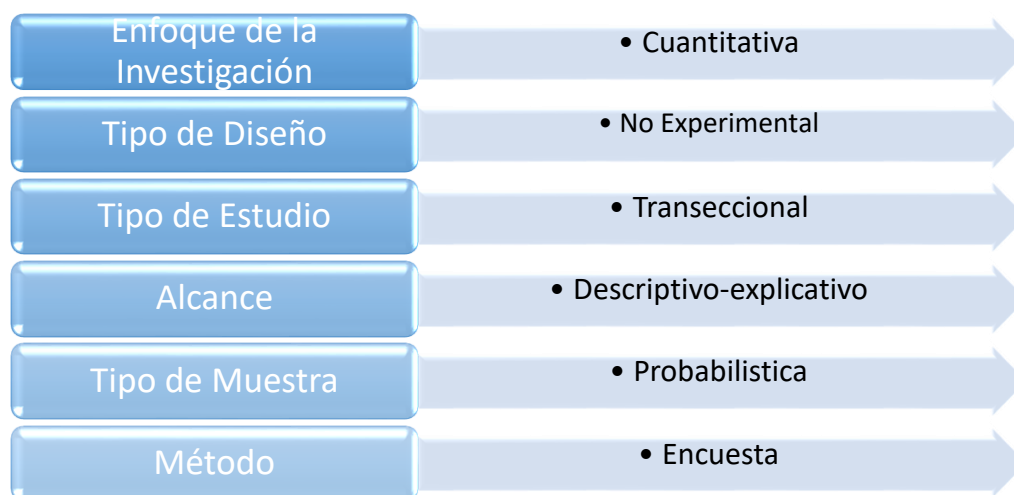 Enfoque de la
Investigación
• Cuantitativa
Tipo de Diseño
• No Experimental
Tipo de Estudio
• Transeccional
Alcance
• Descriptivo-explicativo
Tipo de Muestra
• Probabilistica
Método
• Encuesta